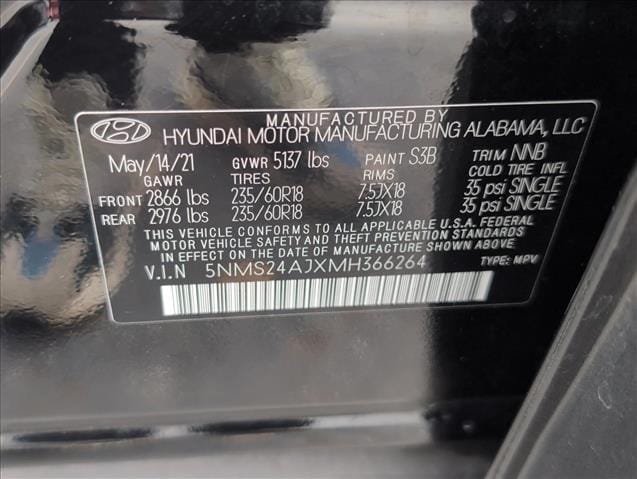 MANUFACTURED BY
HYUNDAI MOTOR MANUFACTURING ALABAMA, LLC
May/14/21 GVWR 5137 lbs PAINT S3B TRIM NNB
GAWR TIRES RIMS COLD TIRE INFL
FRONT 2866 lbs 235/60R18 7.5JX18 35 psi SINGLE
REAR 2976 lbs 235/60R18 7.5JX18 35 psi SINGLE
THIS VEHICLE CONFORMS TO ALL APPLICABLE U.S.A. FEDERAL
MOTOR VEHICLE SAFETY AND THEFT PREVENTION STANDARDS
IN EFFECT ON THE DATE OF MANUFACTURE SHOWN ABOVE.
V.I.N 5NMS24AJXMH366264 TYPE: MPV